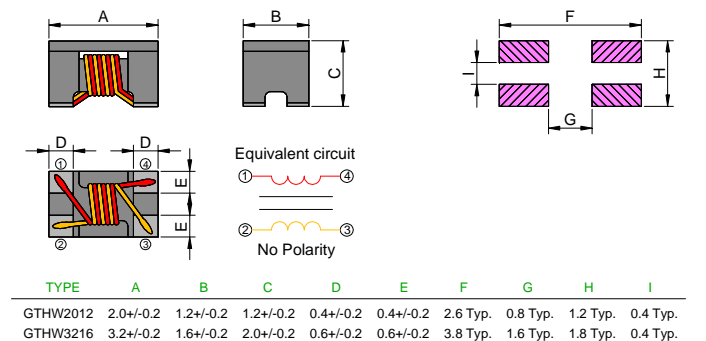 A
B
F
C
I
H
G
D D
① ④
E
E
② ③
Equivalent circuit
① ④
② ③
No Polarity
TYPE A B C D E F G H I
GTHW2012 2.0+/-0.2 1.2+/-0.2 1.2+/-0.2 0.4+/-0.2 0.4+/-0.2 2.6 Typ. 0.8 Typ. 1.2 Typ. 0.4 Typ.
GTHW3216 3.2+/-0.2 1.6+/-0.2 2.0+/-0.2 0.6+/-0.2 0.6+/-0.2 3.8 Typ. 1.6 Typ. 1.8 Typ. 0.4 Typ.